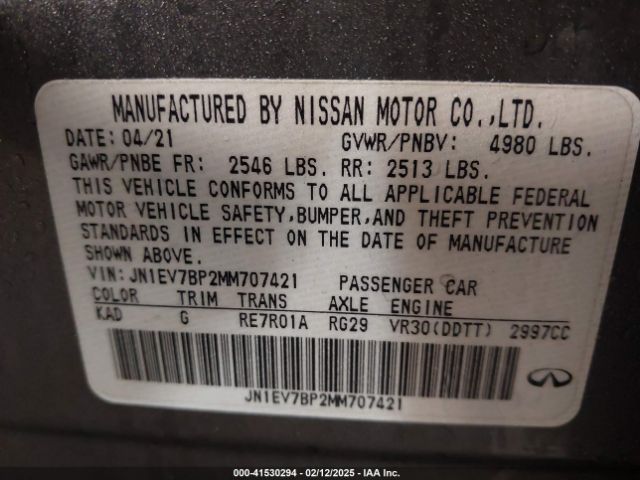 MANUFACTURED BY NISSAN MOTOR CO.,LTD.
DATE: 04/21 GVWR/PNBV: 4980 LBS.
GAWR/PNBE FR: 2546 LBS. RR: 2513 LBS.
THIS VEHICLE CONFORMS TO ALL APPLICABLE FEDERAL
MOTOR VEHICLE SAFETY,BUMPER,AND THEFT PREVENTION
STANDARDS IN EFFECT ON THE DATE OF MANUFACTURE
SHOWN ABOVE.
VIN: JN1EV7BP2MM707421 PASSENGER CAR
COLOR TRIM TRANS AXLE ENGINE
KAD G RE7R01A RG29 VR30(DDTT) 2997CC
JN1EV7BP2MM707421
000-41530294 - 02/12/2025 - IAA Inc.